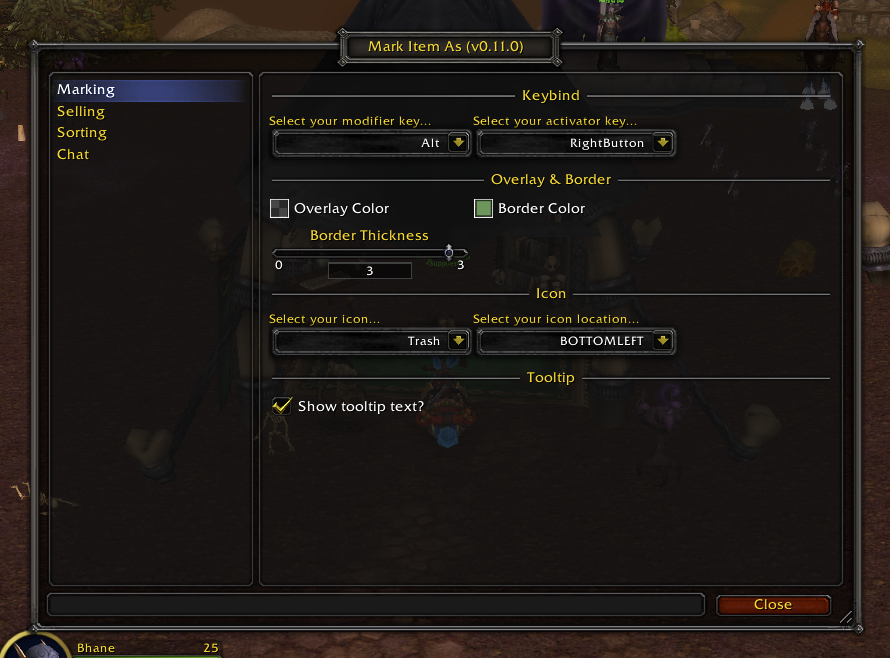 Mark Item As (v0.11.0)
Marking
Selling
Sorting
Chat
Keybind
Select your modifier key... Select your activator key...
Alt RightButton
Overlay & Border
Overlay Color Border Color
Border Thickness
0 3
3
Icon
Select your icon... Select your icon location...
Trash BOTTOMLEFT
Tooltip
Show tooltip text?
Close
Bhane 25